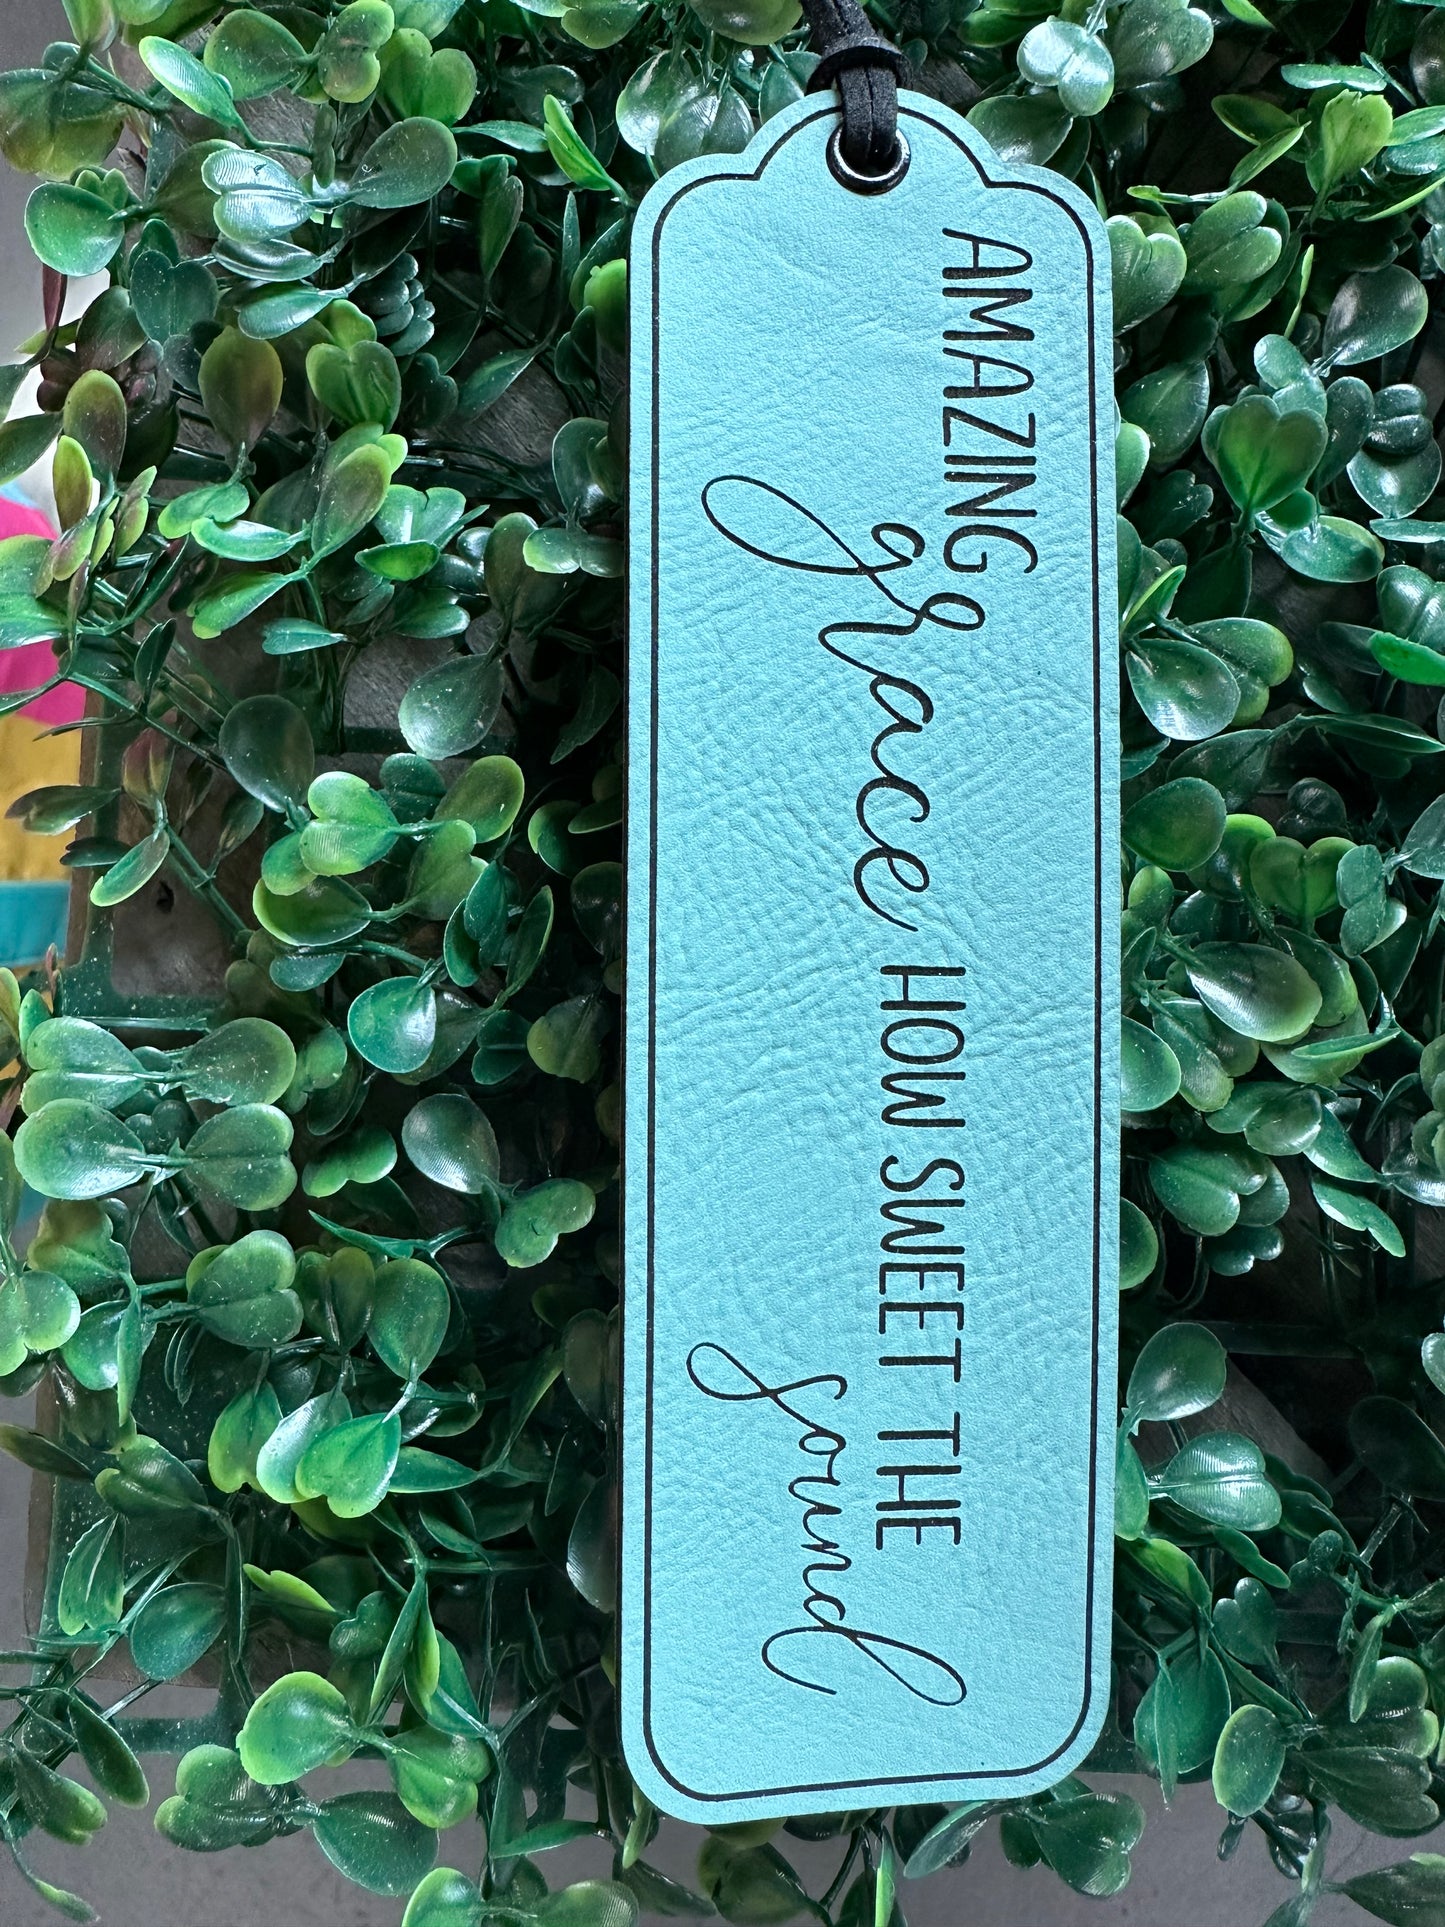 AMAZING
grace HOW SWEET THE
sound